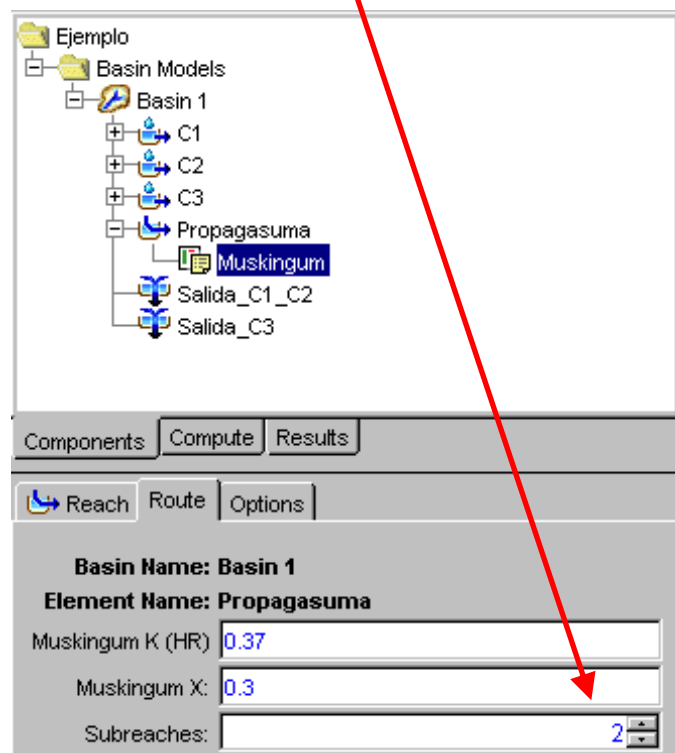 Ejemplo
Basin Models
Basin 1
C1
C2
C3
Propagasuma
Muskingum
Salida_C1_C2
Salida_C3
Components Compute Results
Reach Route Options
Basin Name: Basin 1
Element Name: Propagasuma
Muskingum K (HR) 0.37
Muskingum X: 0.3
Subreaches: 2